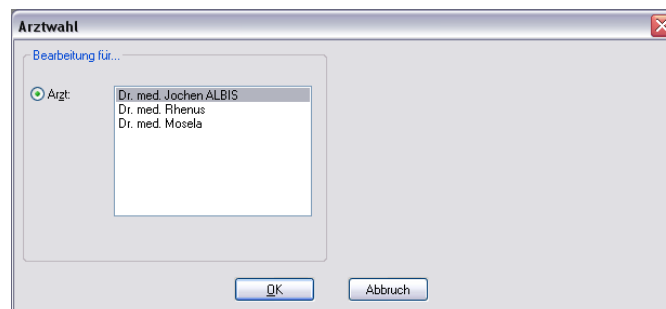 Arztwahl
Bearbeitung für...
Arzt:
Dr. med. Jochen ALBIS
Dr. med. Rhenus
Dr. med. Mosela
OK
Abbruch